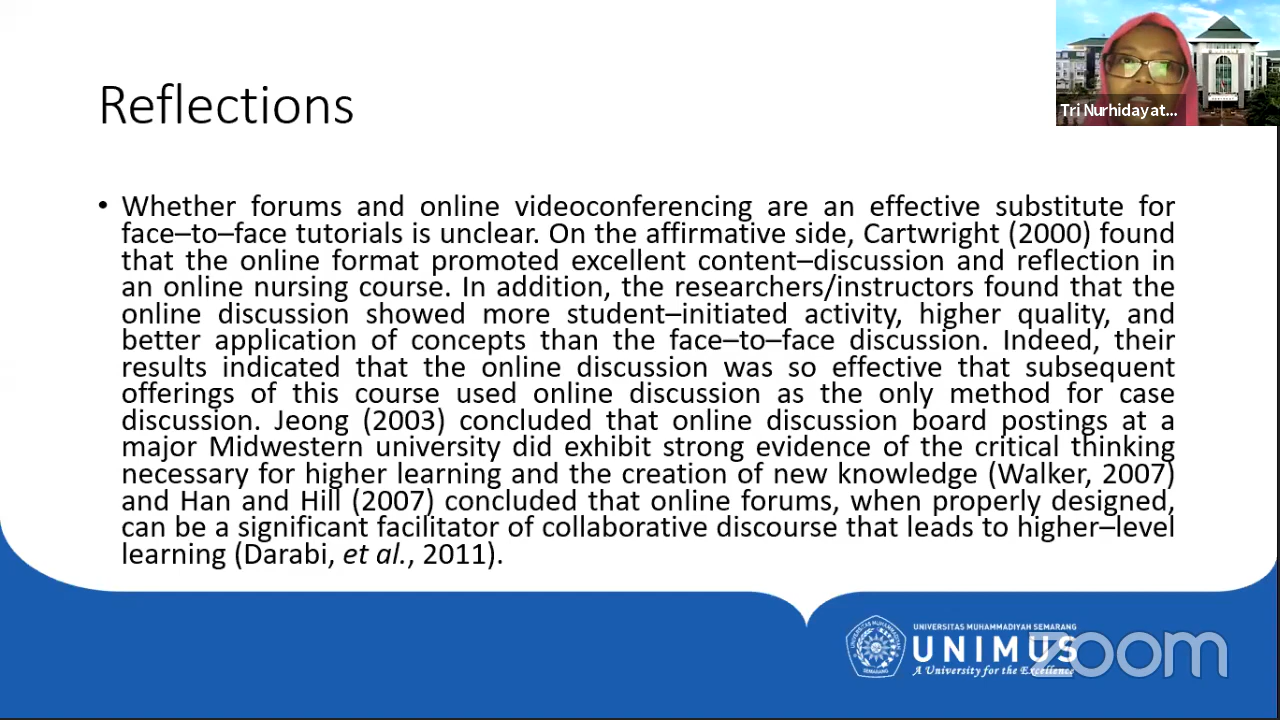 Reflections
Tri Nurhidayat...
• Whether forums and online videoconferencing are an effective substitute for
face–to–face tutorials is unclear. On the affirmative side, Cartwright (2000) found
that the online format promoted excellent content–discussion and reflection in
an online nursing course. In addition, the researchers/instructors found that the
online discussion showed more student–initiated activity, higher quality, and
better application of concepts than the face–to–face discussion. Indeed, their
results indicated that the online discussion was so effective that subsequent
offerings of this course used online discussion as the only method for case
discussion. Jeong (2003) concluded that online discussion board postings at a
major Midwestern university did exhibit strong evidence of the critical thinking
necessary for higher learning and the creation of new knowledge (Walker, 2007)
and Han and Hill (2007) concluded that online forums, when properly designed,
can be a significant facilitator of collaborative discourse that leads to higher–level
learning (Darabi, et al., 2011).
UNIVERSITAS MUHAMMADIYAH SEMARANG
UNIMUS
A University for the Excellence
zoom